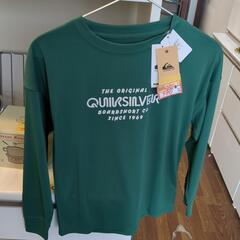 THE ORIGINAL
QUIKSILVER
BOARDSHORT CO
SINCE 1969